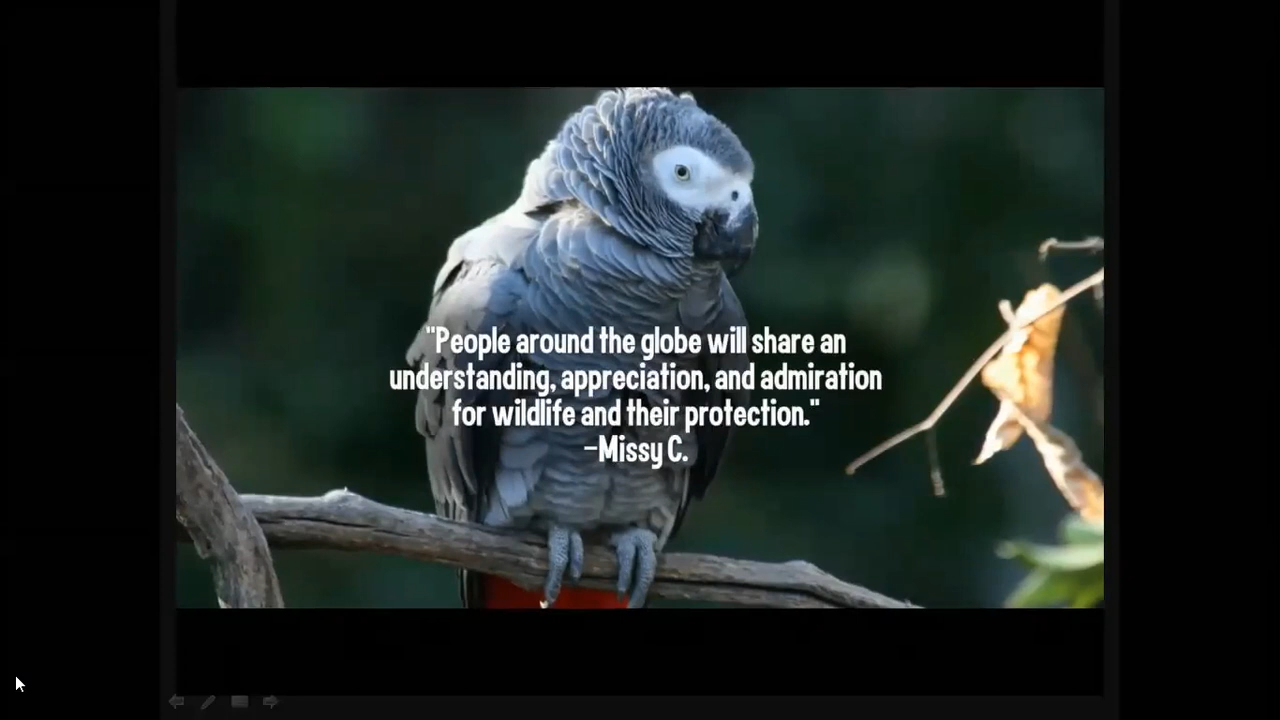 "People around the globe will share an
understanding, appreciation, and admiration
for wildlife and their protection."
-Missy C.